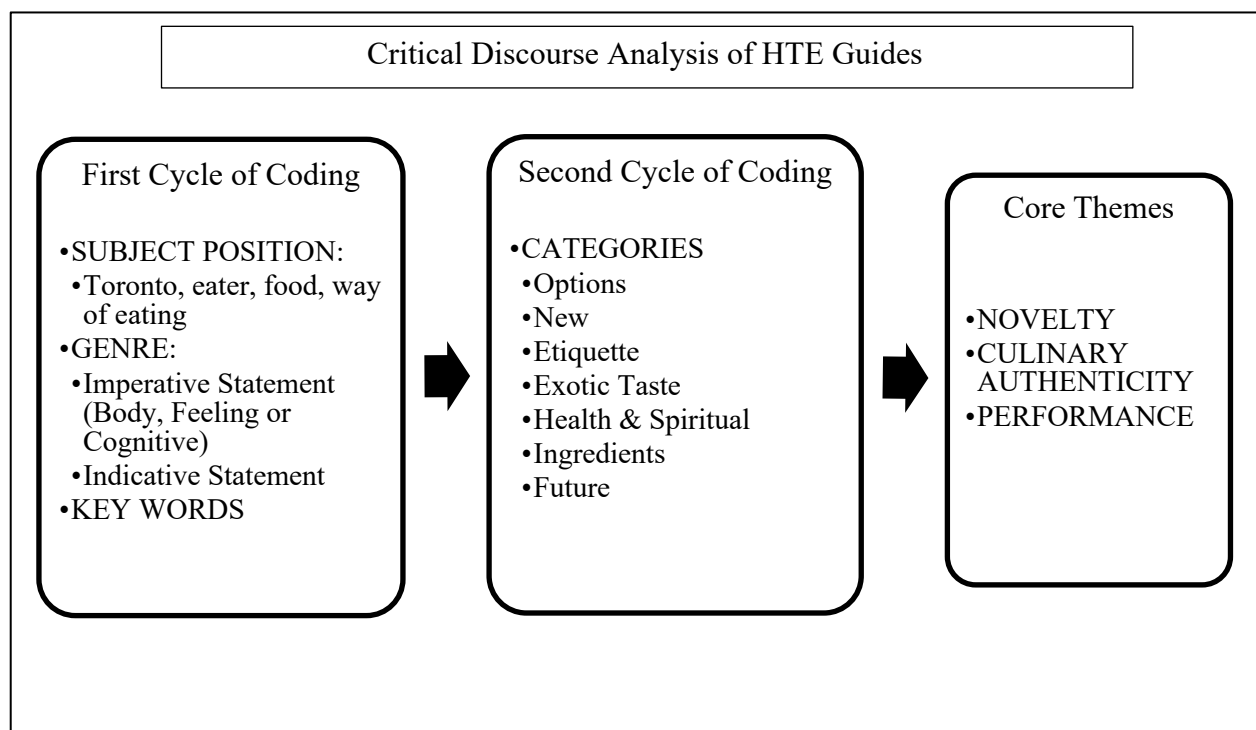 Critical Discourse Analysis of HTE Guides
First Cycle of Coding
•SUBJECT POSITION:
•Toronto, eater, food, way
of eating
•GENRE:
•Imperative Statement
(Body, Feeling or
Cognitive)
•Indicative Statement
•KEY WORDS
Second Cycle of Coding
•CATEGORIES
•Options
•New
•Etiquette
•Exotic Taste
•Health & Spiritual
•Ingredients
•Future
Core Themes
•NOVELTY
•CULINARY
AUTHENTICITY
•PERFORMANCE